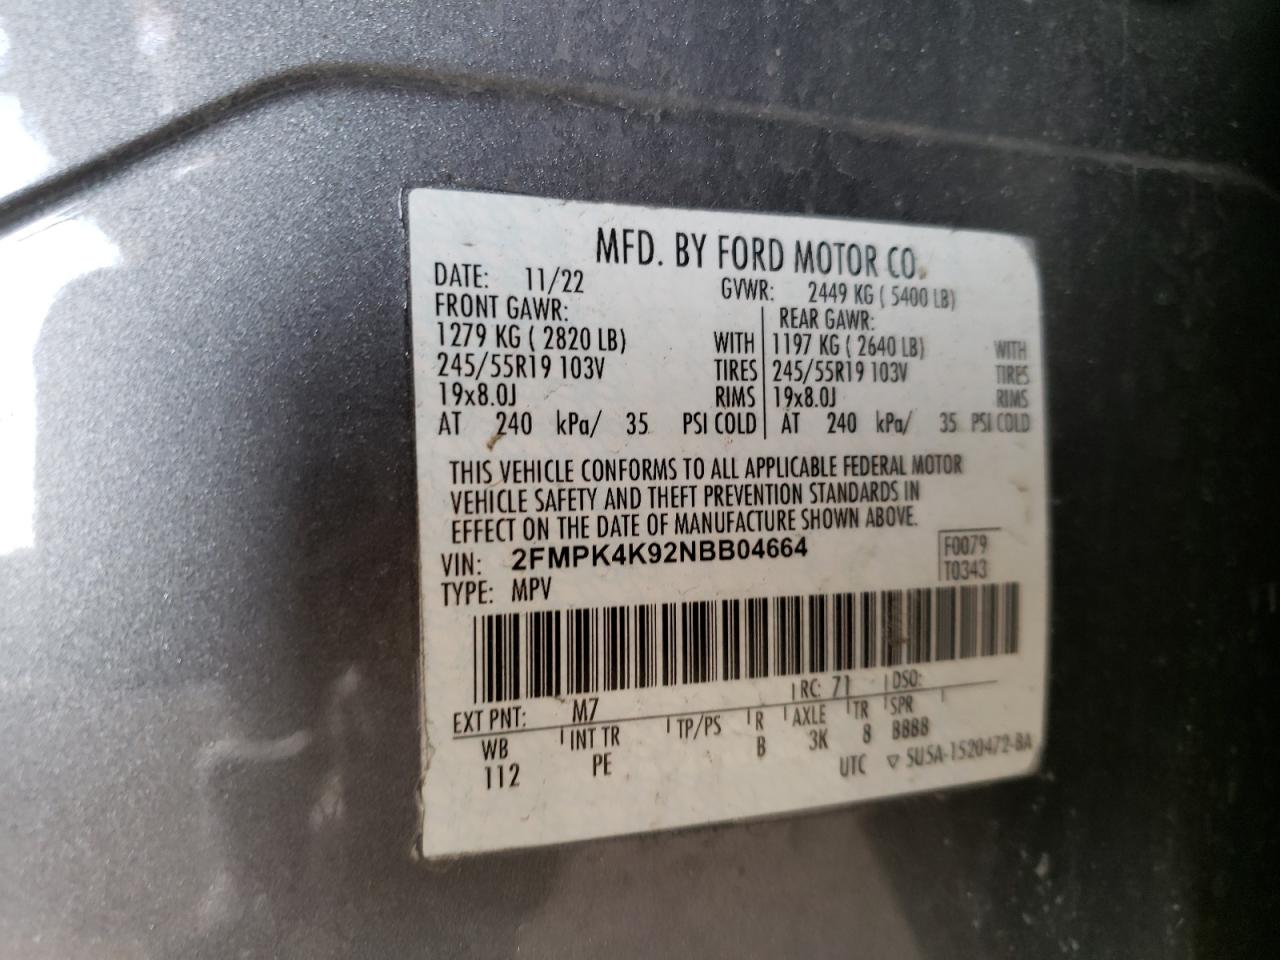 MFD. BY FORD MOTOR CO.
DATE: 11/22 GVWR: 2449 KG ( 5400 LB)
FRONT GAWR: REAR GAWR:
1279 KG ( 2820 LB) WITH 1197 KG ( 2640 LB) WITH
245/55R19 103V TIRES 245/55R19 103V TIRES
19x8.0J RIMS 19x8.0J RIMS
AT 240 kPa/ 35 PSI COLD AT 240 kPa/ 35 PSI COLD
THIS VEHICLE CONFORMS TO ALL APPLICABLE FEDERAL MOTOR
VEHICLE SAFETY AND THEFT PREVENTION STANDARDS IN
EFFECT ON THE DATE OF MANUFACTURE SHOWN ABOVE.
VIN: 2FMPK4K92NBB04664 F0079
TYPE: MPV T0343
EXT PNT: M7 RC: 71 DSO:
WB INT TR TP/PS R AXLE TR SPR
112 PE B 3K 8 BBBB
UTC ▽ SU5A-1520472-BA